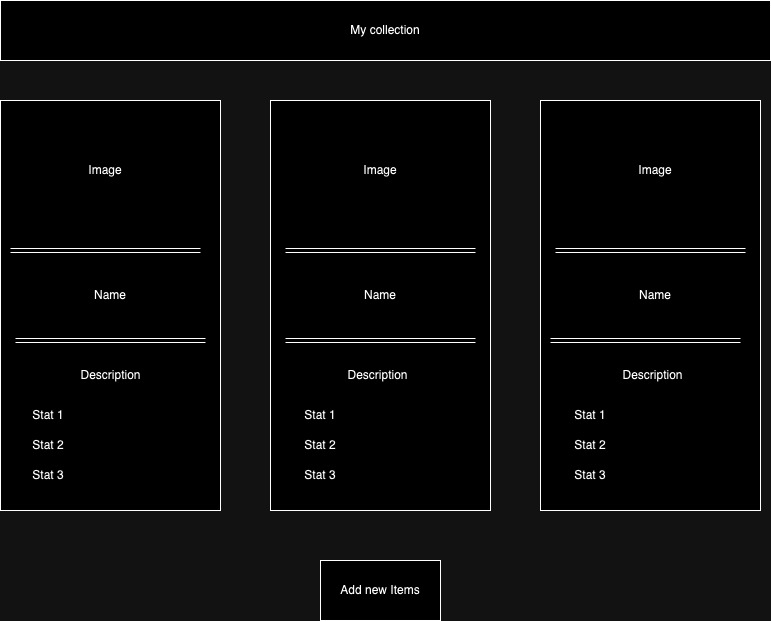 My collection
Image
Name
Description
Stat 1
Stat 2
Stat 3
Image
Name
Description
Stat 1
Stat 2
Stat 3
Image
Name
Description
Stat 1
Stat 2
Stat 3
Add new Items